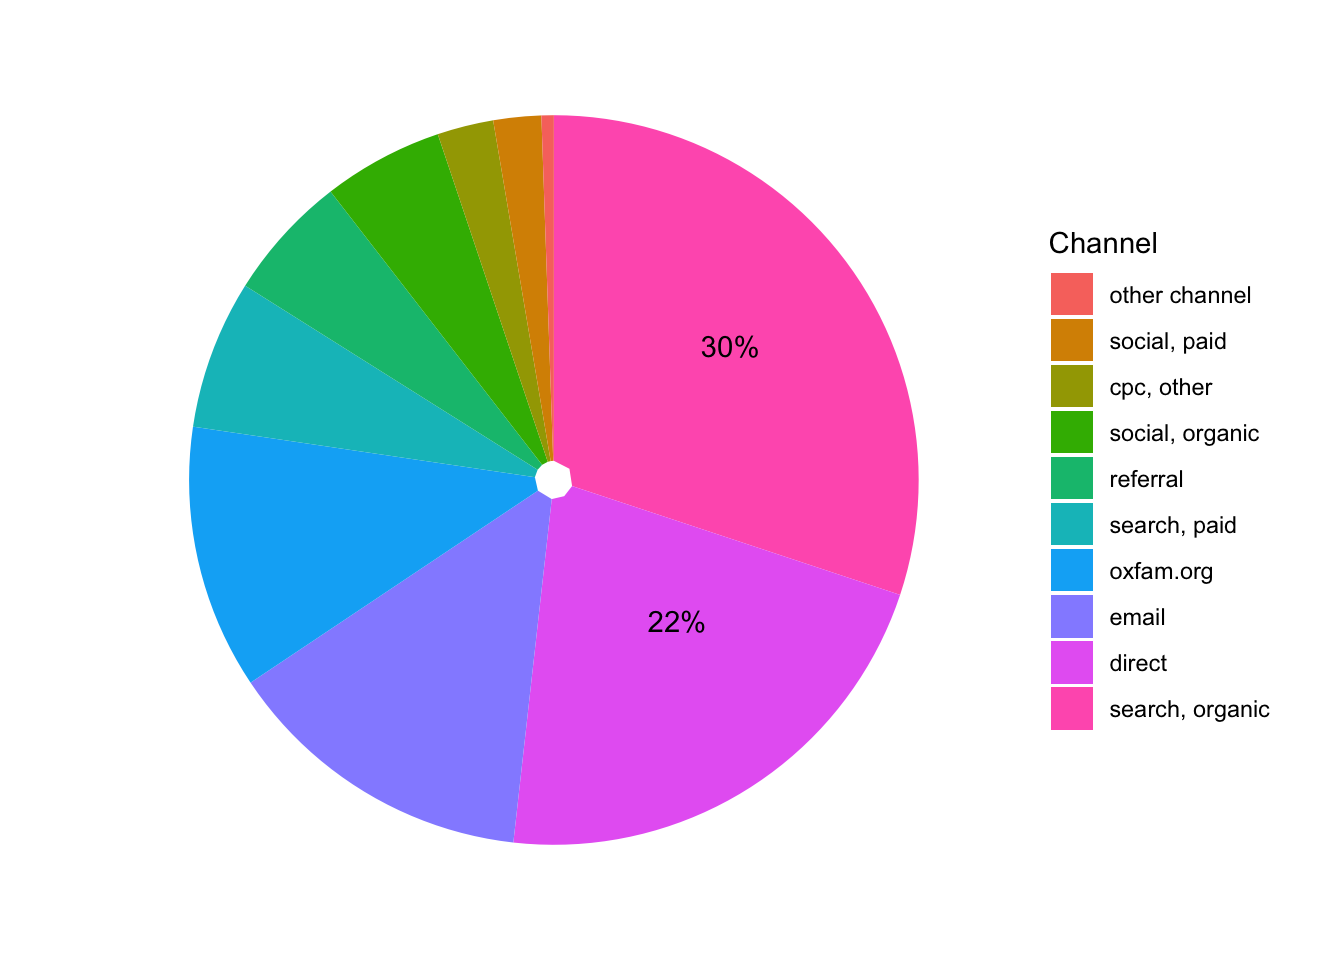 30%
22%
Channel
other channel
social, paid
cpc, other
social, organic
referral
search, paid
oxfam.org
email
direct
search, organic